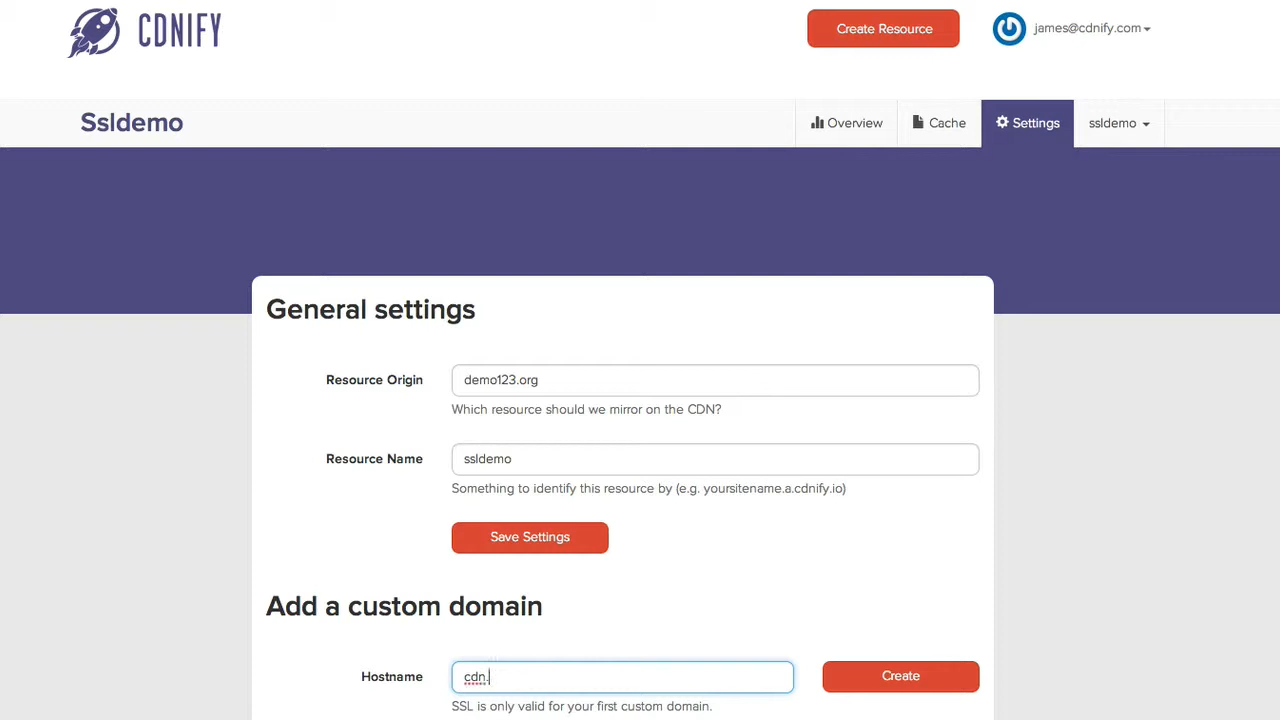 CDNIFY
Create Resource
james@cdnify.com
Ssldemo
Overview
Cache
Settings
ssldemo
General settings
Resource Origin
demo123.org
Which resource should we mirror on the CDN?
Resource Name
ssldemo
Something to identify this resource by (e.g. yoursitename.a.cdnify.io)
Save Settings
Add a custom domain
Hostname
cdn.
Create
SSL is only valid for your first custom domain.